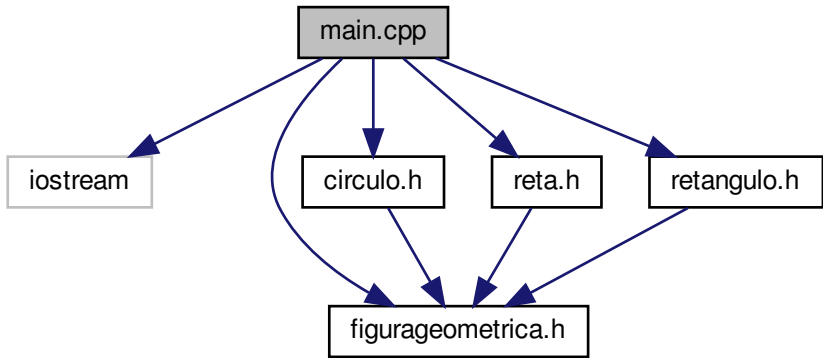 main.cpp
iostream
circulo.h
reta.h
retangulo.h
figurageometrica.h